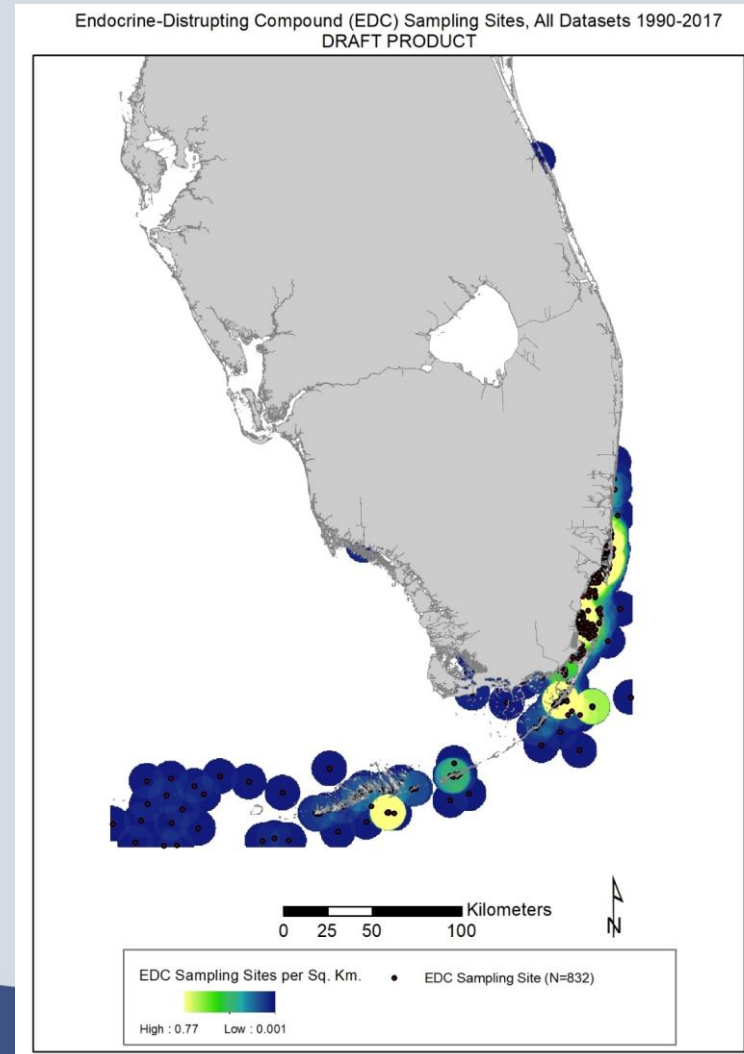 Endocrine-Distrupting Compound (EDC) Sampling Sites, All Datasets 1990-2017
DRAFT PRODUCT
Kilometers
0 25 50 100
N
EDC Sampling Sites per Sq. Km.
EDC Sampling Site (N=832)
High : 0.77 Low : 0.001